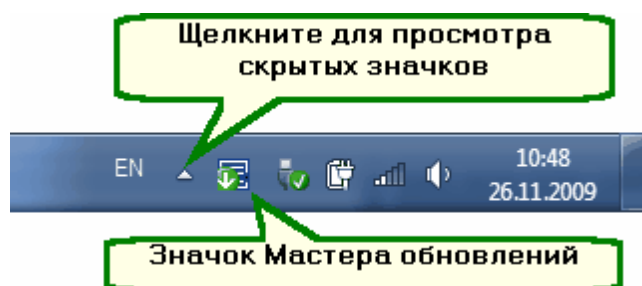 Щелкните для просмотра
скрытых значков
EN
10:48
26.11.2009
Значок Мастера обновлений